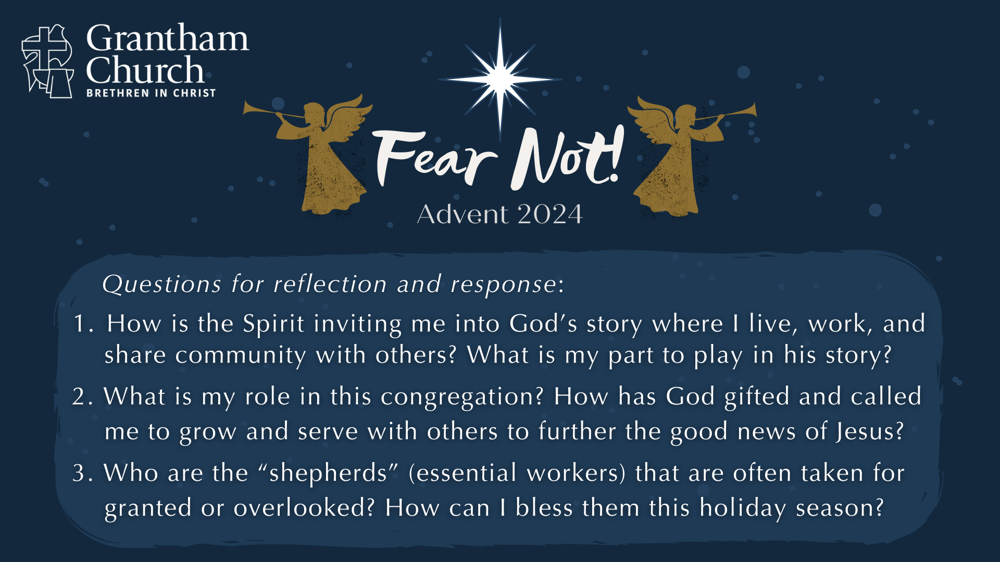 Grantham
Church
BRETHREN IN CHRIST
Fear Not!
Advent 2024
Questions for reflection and response:
1. How is the Spirit inviting me into God’s story where I live, work, and
share community with others? What is my part to play in his story?
2. What is my role in this congregation? How has God gifted and called
me to grow and serve with others to further the good news of Jesus?
3. Who are the “shepherds” (essential workers) that are often taken for
granted or overlooked? How can I bless them this holiday season?